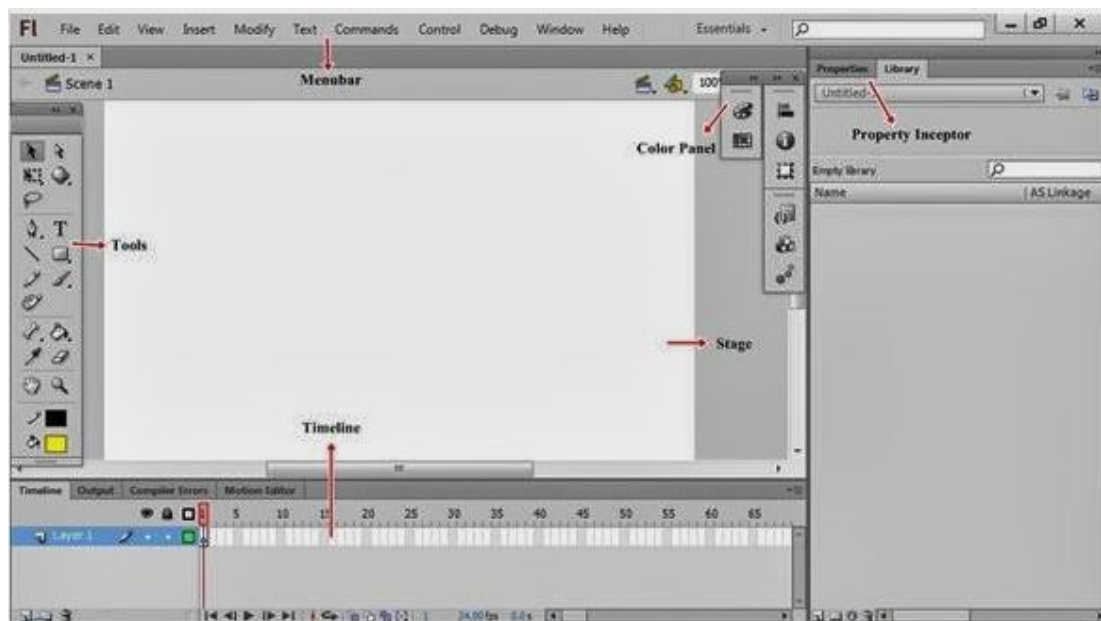 Fl File Edit View Insert Modify Text Commands Control Debug Window Help Essentials
Untitled-1 ×
Scene 1
Menubar
100
Properties Library
Untitled-
Color Panel
Property Inceptor
Empty library
Name AS Linkage
T
Tools
Stage
Timeline
Timeline Output Compiler Errors Motion Editor
5 10 15 20 25 30 35 40 45 50 55 60 65
Layer 1
1 24.00 fps 0.0 s